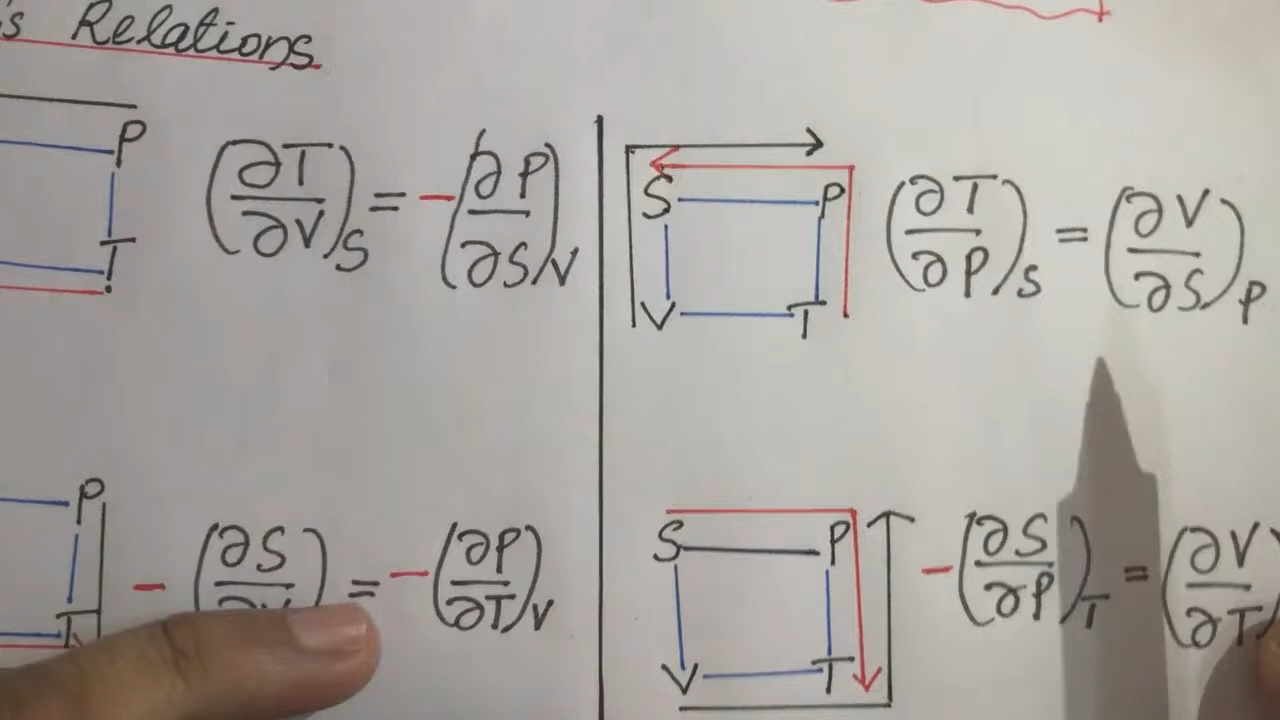 's Relations
P
T
(∂T/∂V)S = -(∂P/∂S)V
S P
V T
(∂T/∂P)S = (∂V/∂S)P
P
T
-(∂S/ ) = -(∂P/∂T)V
S P
V T
-(∂S/∂P)T = (∂V/∂T)